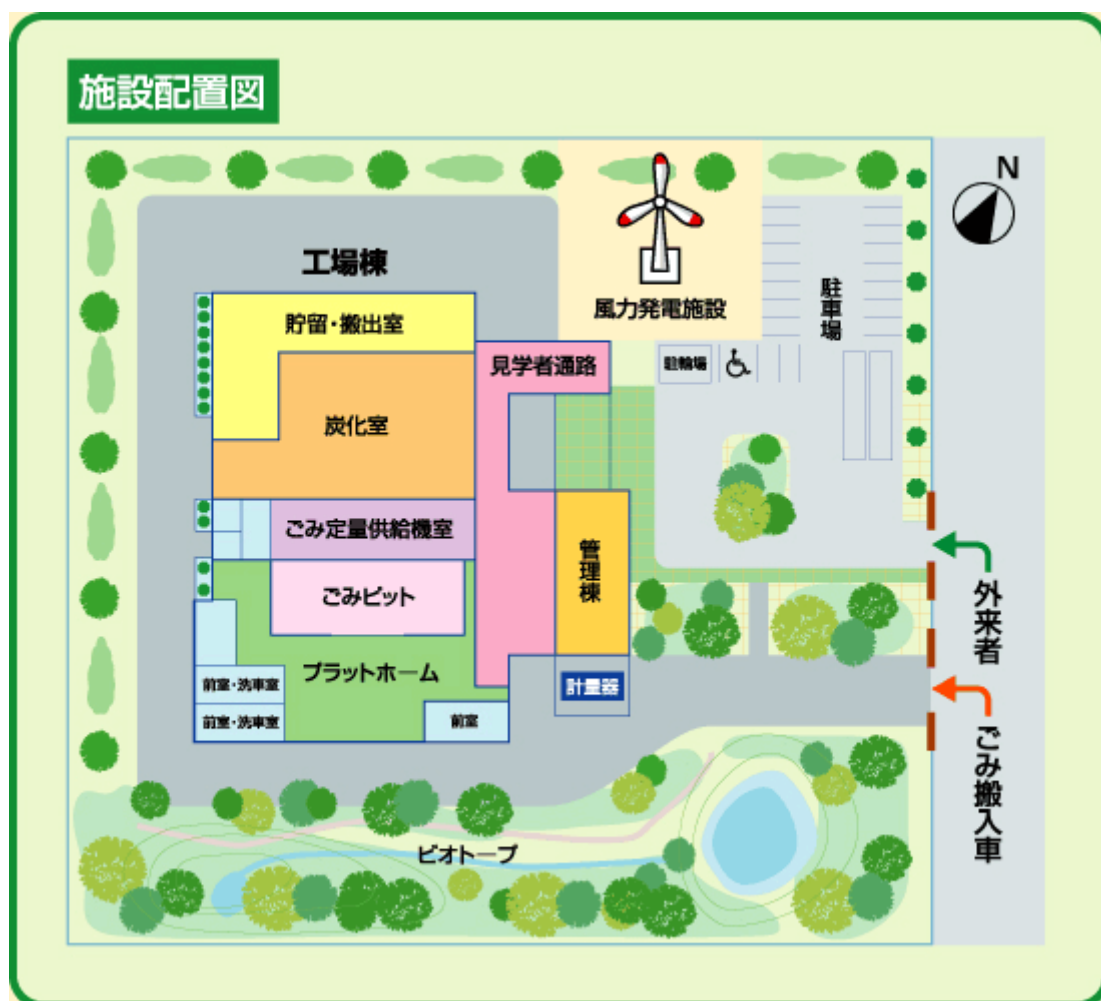 施設配置図
N
工場棟
風力発電施設
駐車場
貯留・搬出室
見学者通路
駐輪場
炭化室
ごみ定量供給機室
管理棟
ごみピット
外来者
プラットホーム
前室・洗車室
計量器
前室・洗車室
前室
ごみ搬入車
ビオトープ